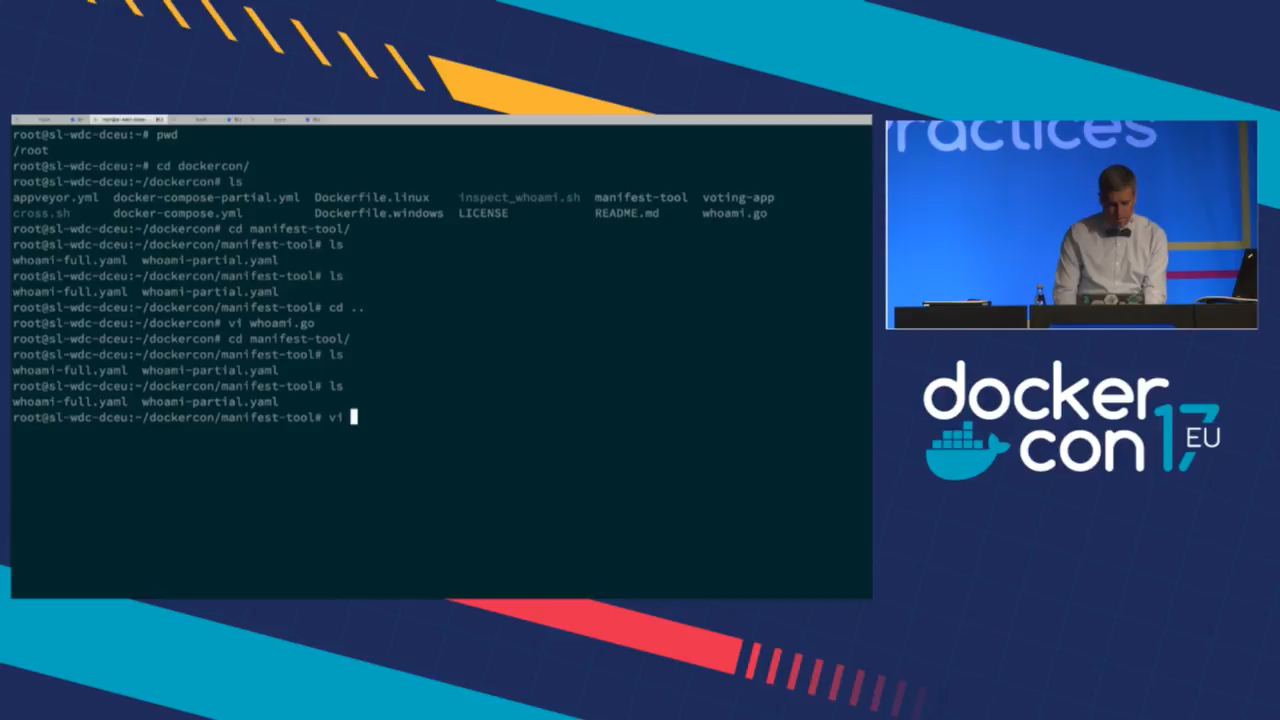 root@sl-wdc-dceu:~# pwd
/root
root@sl-wdc-dceu:~# cd dockercon/
root@sl-wdc-dceu:~/dockercon# ls
appveyor.yml docker-compose-partial.yml Dockerfile.linux inspect_whoami.sh manifest-tool voting-app
cross.sh docker-compose.yml Dockerfile.windows LICENSE README.md whoami.go
root@sl-wdc-dceu:~/dockercon# cd manifest-tool/
root@sl-wdc-dceu:~/dockercon/manifest-tool# ls
whoami-full.yaml whoami-partial.yaml
root@sl-wdc-dceu:~/dockercon/manifest-tool# ls
whoami-full.yaml whoami-partial.yaml
root@sl-wdc-dceu:~/dockercon/manifest-tool# cd ..
root@sl-wdc-dceu:~/dockercon# vi whoami.go
root@sl-wdc-dceu:~/dockercon# cd manifest-tool/
root@sl-wdc-dceu:~/dockercon/manifest-tool# ls
whoami-full.yaml whoami-partial.yaml
root@sl-wdc-dceu:~/dockercon/manifest-tool# ls
whoami-full.yaml whoami-partial.yaml
root@sl-wdc-dceu:~/dockercon/manifest-tool# vi
ractices
docker
con 17 EU